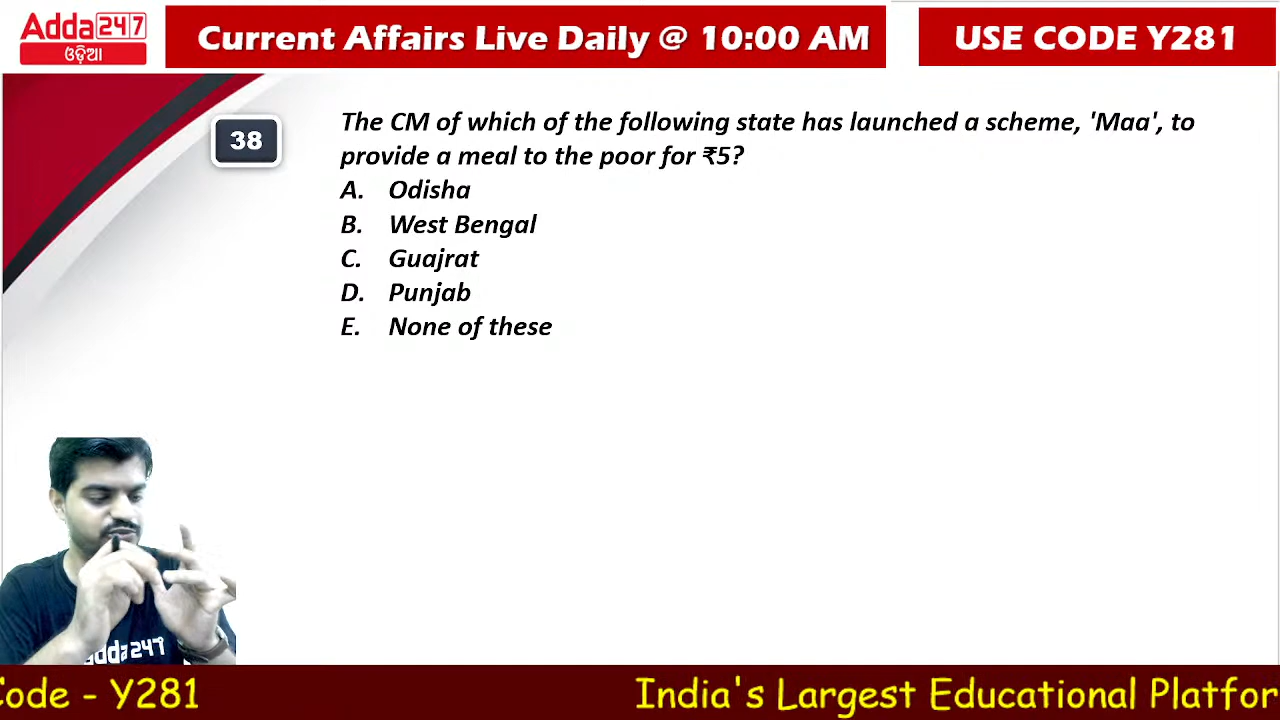 Adda247
ଓଡ଼ିଆ
Current Affairs Live Daily @ 10:00 AM
USE CODE Y281
38
The CM of which of the following state has launched a scheme, 'Maa', to
provide a meal to the poor for ₹5?
A. Odisha
B. West Bengal
C. Guajrat
D. Punjab
E. None of these
adda247
Code - Y281
India's Largest Educational Platfor